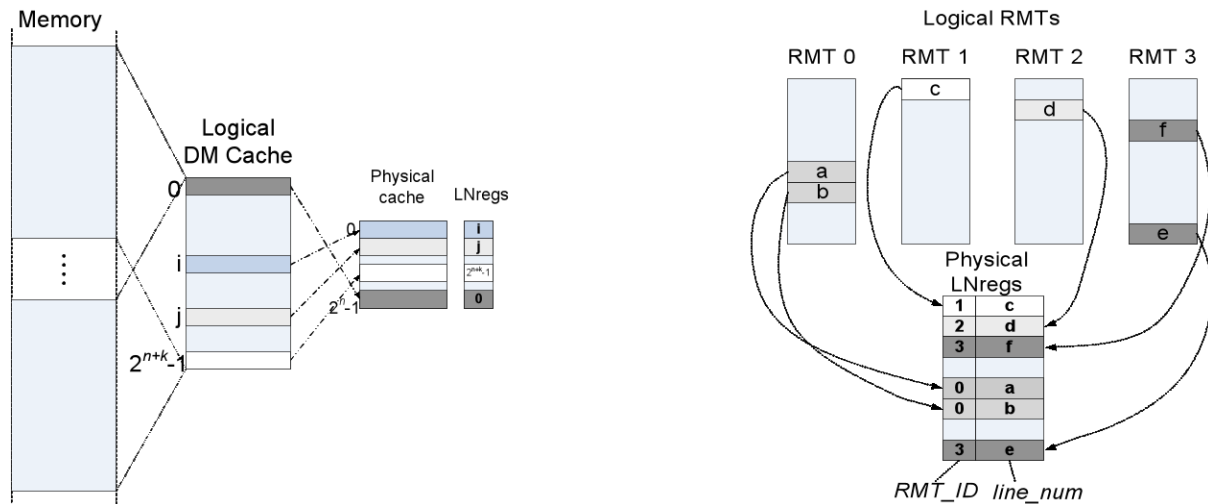 Memory
Logical
DM Cache
0
i
j
2^{n+k}-1
Physical
cache
0
2^n-1
LNregs
i
j
2^{n+k}-1
0
Logical RMTs
RMT 0 RMT 1 RMT 2 RMT 3
c
d
f
a
b
e
Physical
LNregs
1 c
2 d
3 f
0 a
0 b
3 e
RMT_ID line_num